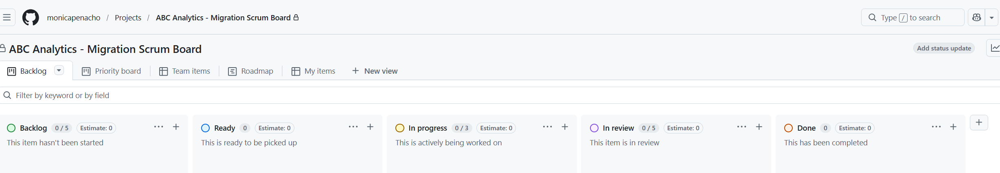 monicapenacho / Projects / ABC Analytics - Migration Scrum Board
Type / to search
ABC Analytics - Migration Scrum Board
Add status update
Backlog
Priority board
Team items
Roadmap
My items
+ New view
Filter by keyword or by field
Backlog 0 / 5 Estimate: 0
This item hasn't been started
Ready 0 Estimate: 0
This is ready to be picked up
In progress 0 / 3 Estimate: 0
This is actively being worked on
In review 0 / 5 Estimate: 0
This item is in review
Done 0 Estimate: 0
This has been completed